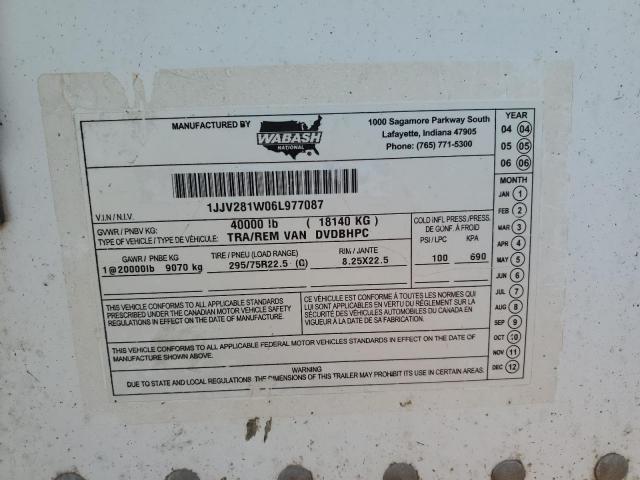 MANUFACTURED BY
WABASH
NATIONAL
1000 Sagamore Parkway South
Lafayette, Indiana 47905
Phone: (765) 771-5300
V.I.N / N.I.V.
1JJV281W06L977087
GVWR / PNBV KG: 40000 lb ( 18140 KG )
TYPE OF VEHICLE / TYPE DE VÉHICULE: TRA/REM VAN DVDBHPC
COLD INFL PRESS /PRESS.
DE GONF. À FROID
PSI / LPC KPA
100 690
GAWR / PNBE KG
1@20000lb 9070 kg
TIRE / PNEU (LOAD RANGE)
295/75R22.5 (G)
RIM / JANTE
8.25X22.5
THIS VEHICLE CONFORMS TO ALL APPLICABLE STANDARDS
PRESCRIBED UNDER THE CANADIAN MOTOR VEHICLE SAFETY
REGULATIONS IN EFFECT ON THE DATE OF MANUFACTURE.
CE VÉHICULE EST CONFORME À TOUTES LES NORMES QUI
LUI SONT APPLICABLES EN VERTU DU RÈGLEMENT SUR LA
SÉCURITÉ DES VÉHICULES AUTOMOBILES DU CANADA EN
VIGUEUR A LA DATE DE SA FABRICATION.
THIS VEHICLE CONFORMS TO ALL APPLICABLE FEDERAL MOTOR VEHICLES STANDARDS IN EFFECT ON THE DATE OF
MANUFACTURE SHOWN ABOVE.
WARNING
DUE TO STATE AND LOCAL REGULATIONS, THE DIMENSIONS OF THIS TRAILER MAY PROHIBIT ITS USE IN CERTAIN AREAS.
YEAR
04 04
05 05
06 06
MONTH
JAN 1
FEB 2
MAR 3
APR 4
MAY 5
JUN 6
JUL 7
AUG 8
SEP 9
OCT 10
NOV 11
DEC 12